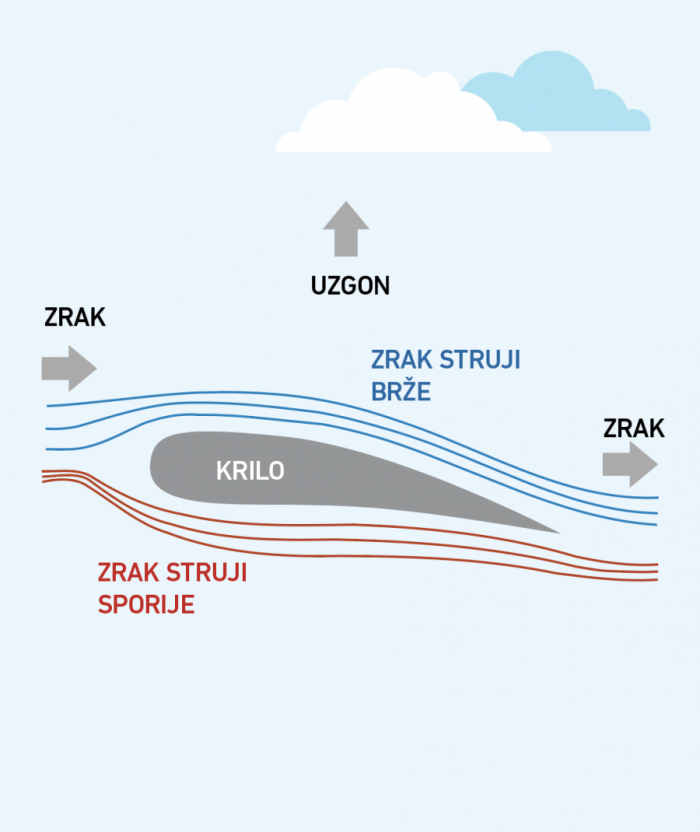 UZGON
ZRAK
ZRAK STRUJI
BRŽE
ZRAK
KRILO
ZRAK STRUJI
SPORIJE